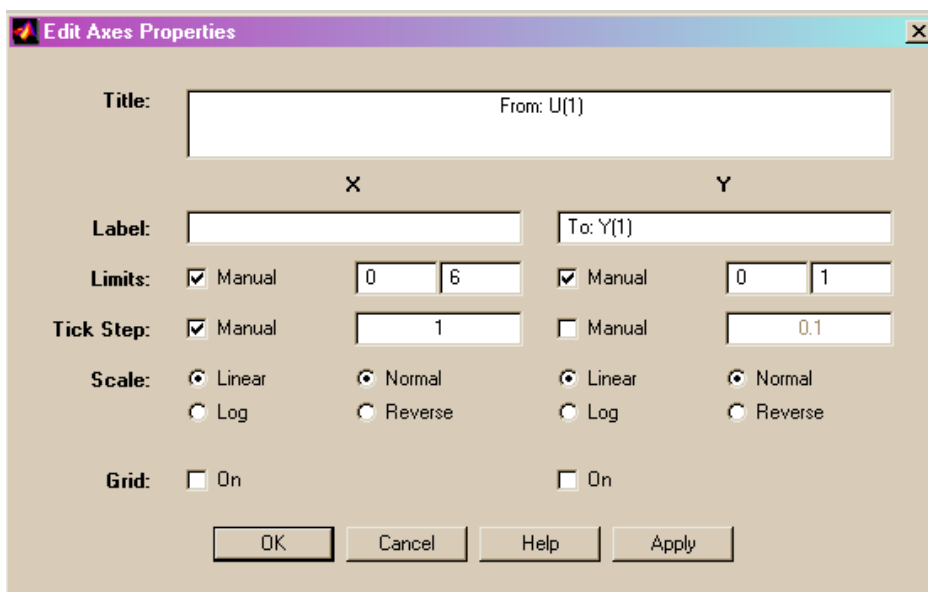 Edit Axes Properties
Title: From: U(1)
X Y
Label: To: Y(1)
Limits: Manual 0 6 Manual 0 1
Tick Step: Manual 1 Manual 0.1
Scale: Linear Normal Linear Normal
Log Reverse Log Reverse
Grid: On On
OK Cancel Help Apply